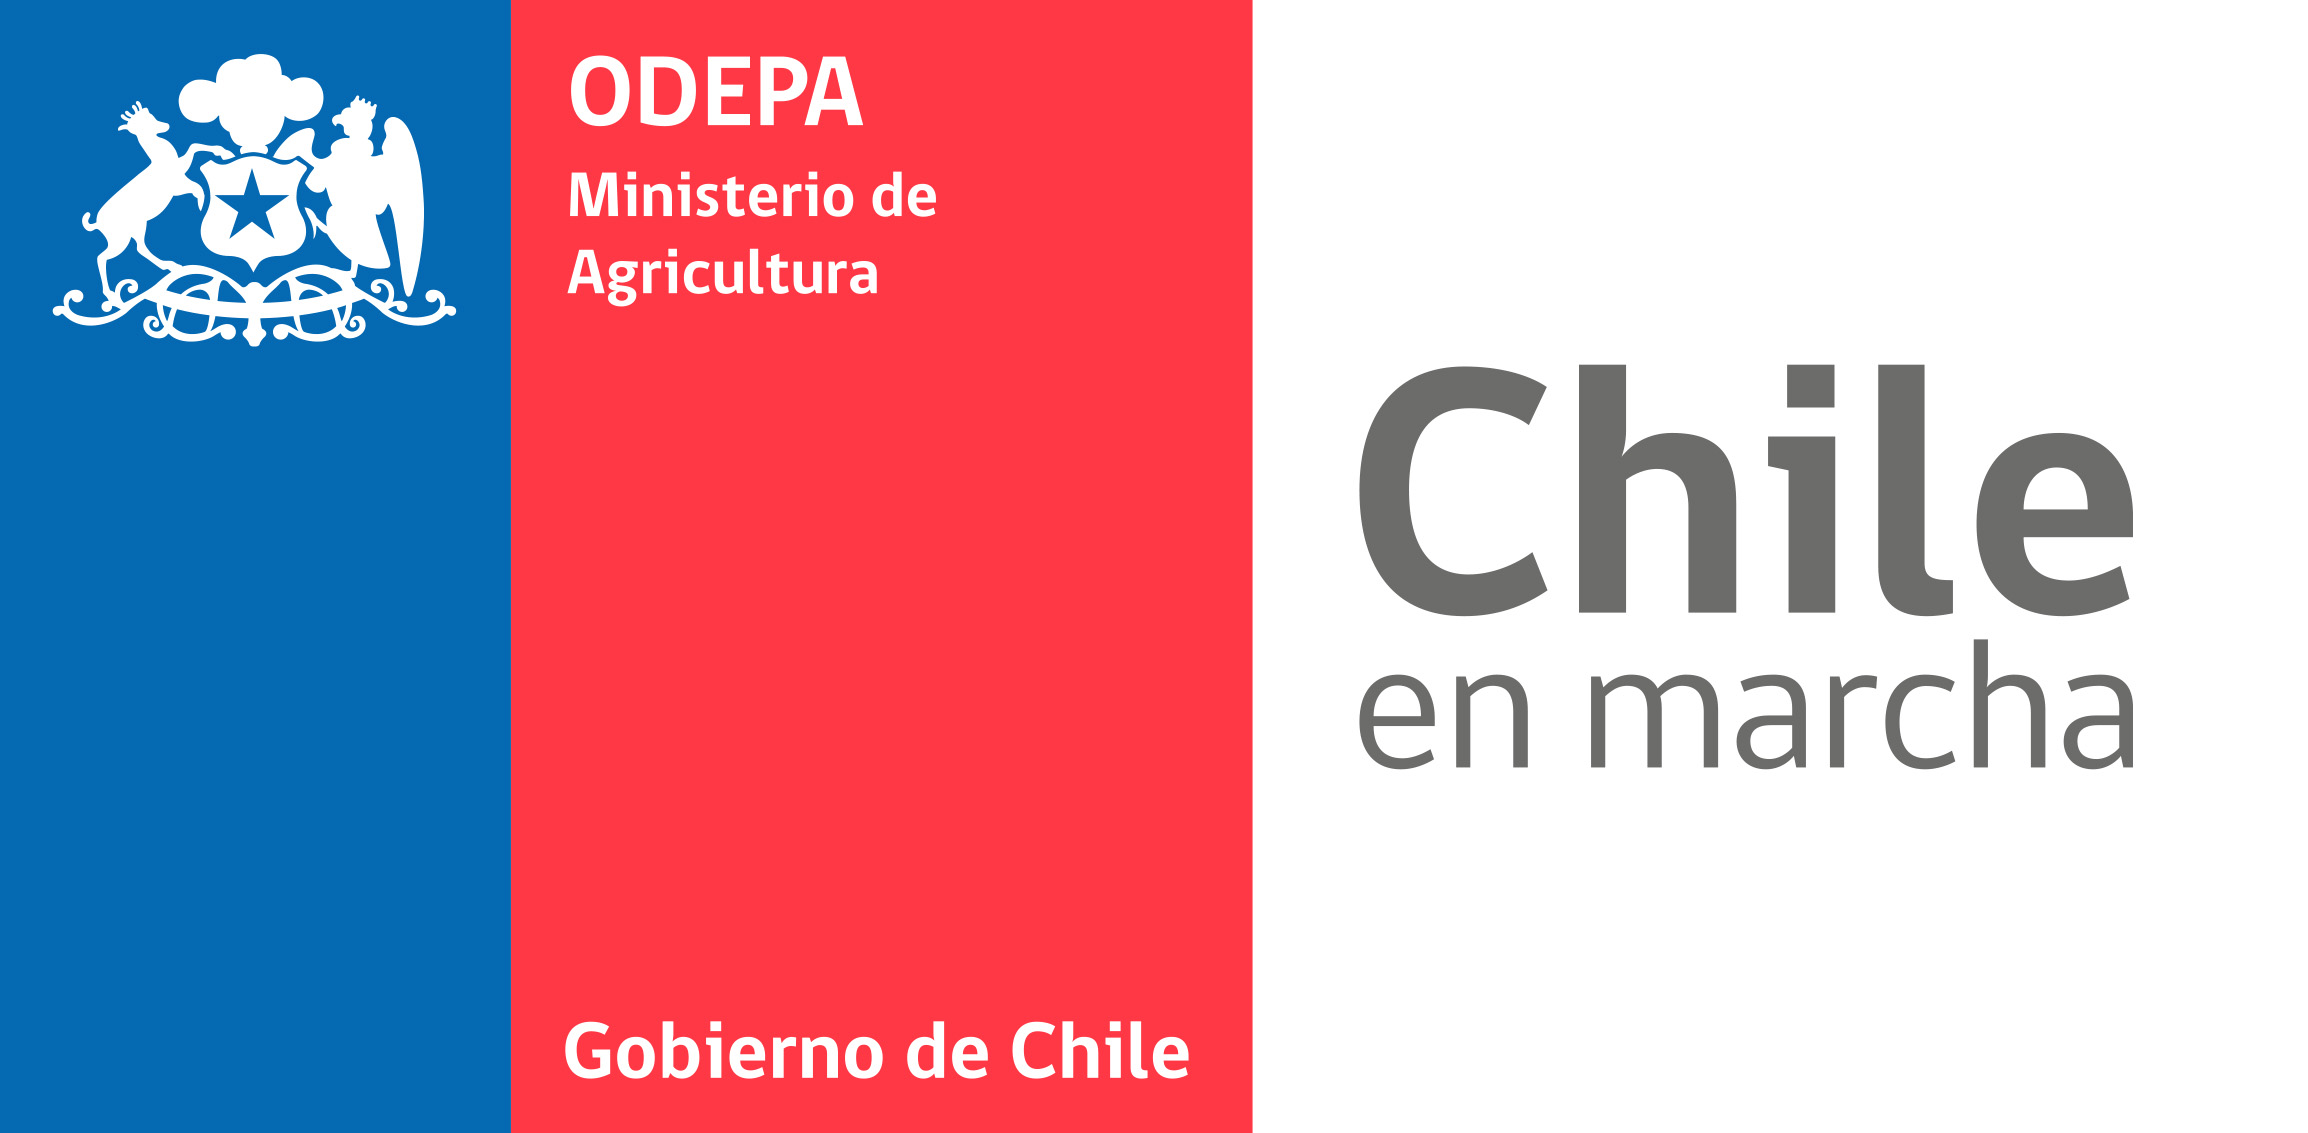 ODEPA
Ministerio de
Agricultura
Gobierno de Chile
Chile
en marcha